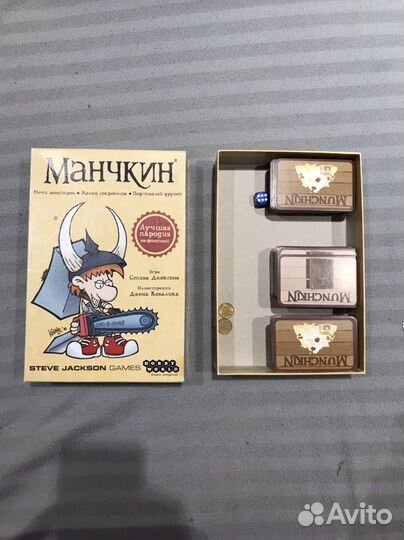 МАНЧКИН
Мочи монстров • Хапай сокровища • Подставляй друзей
Лучшая
пародия
на фэнтези
Игра
Стива Джексона
Иллюстрации
Джона Ковалика
STEVE JACKSON GAMES
HOBBY
WORLD
MUNCHKIN
MUNCHKIN
MUNCHKIN
Avito